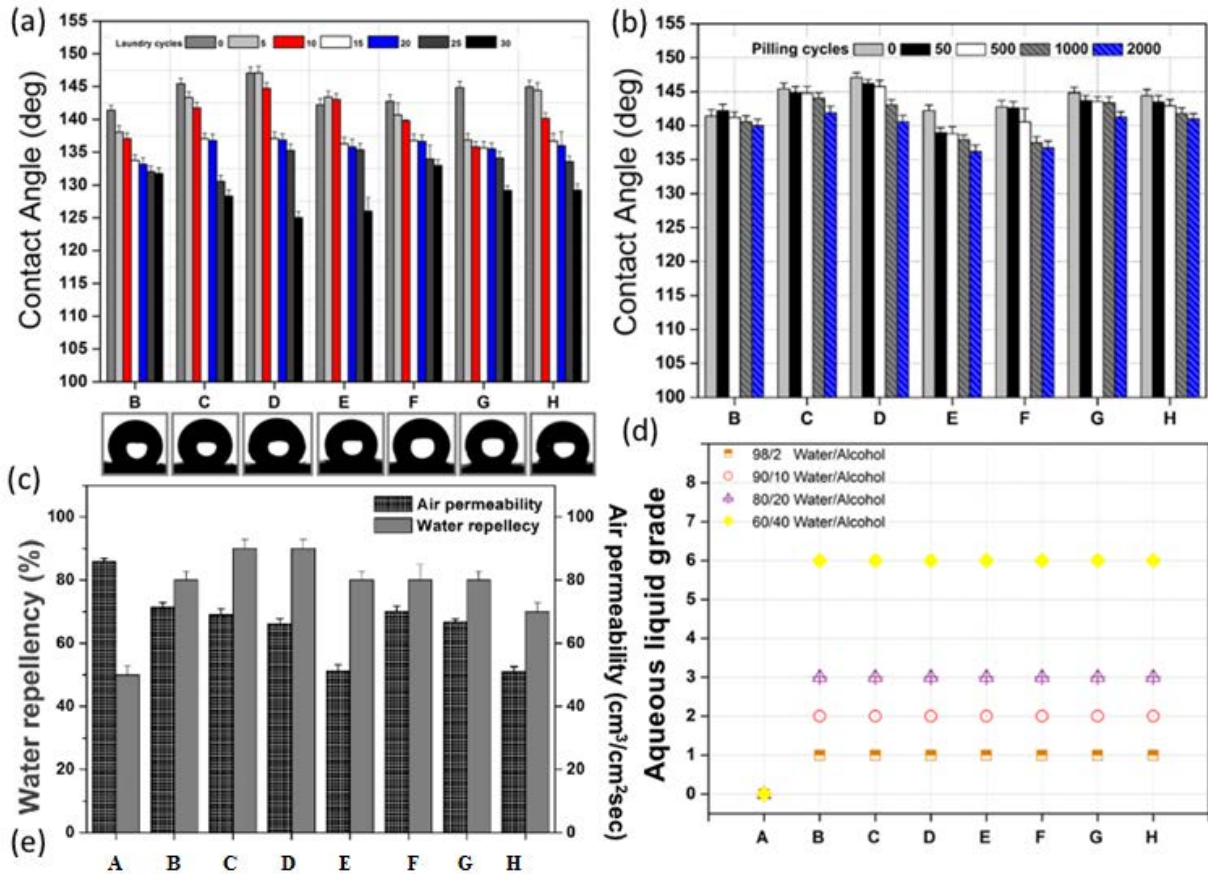 (a)
Laundry cycles 0 5 10 15 20 25 30
Contact Angle (deg)
155
150
145
140
135
130
125
120
115
110
105
100
B C D E F G H
(b)
Pilling cycles 0 50 500 1000 2000
Contact Angle (deg)
155
150
145
140
135
130
125
120
115
110
105
100
B C D E F G H
(c)
Air permeability
Water repellecy
Water repellency (%)
100
80
60
40
20
0
Air permeability (cm³/cm²sec)
100
80
60
40
20
0
(e) A B C D E F G H
(d)
98/2 Water/Alcohol
90/10 Water/Alcohol
80/20 Water/Alcohol
60/40 Water/Alcohol
Aqueous liquid grape
8
7
6
5
4
3
2
1
0
A B C D E F G H